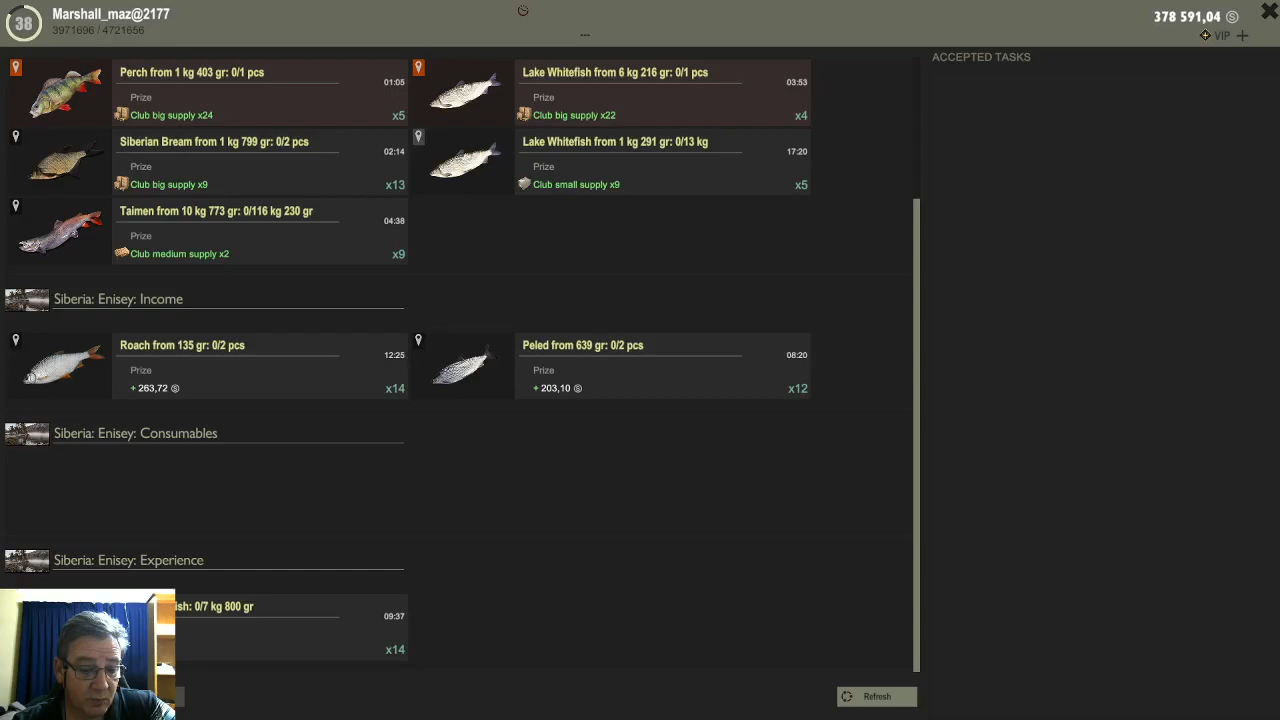 38
Marshall_maz@2177
3971696 / 4721656
...
378 591,04
VIP
Perch from 1 kg 403 gr: 0/1 pcs
01:05
Prize
Club big supply x24
x5
Lake Whitefish from 6 kg 216 gr: 0/1 pcs
03:53
Prize
Club big supply x22
x4
ACCEPTED TASKS
Siberian Bream from 1 kg 799 gr: 0/2 pcs
02:14
Prize
Club big supply x9
x13
Lake Whitefish from 1 kg 291 gr: 0/13 kg
17:20
Prize
Club small supply x9
x5
Taimen from 10 kg 773 gr: 0/116 kg 230 gr
04:38
Prize
Club medium supply x2
x9
Siberia: Enisey: Income
Roach from 135 gr: 0/2 pcs
12:25
Prize
+ 263,72
x14
Peled from 639 gr: 0/2 pcs
08:20
Prize
+ 203,10
x12
Siberia: Enisey: Consumables
Siberia: Enisey: Experience
ish: 0/7 kg 800 gr
09:37
x14
Refresh